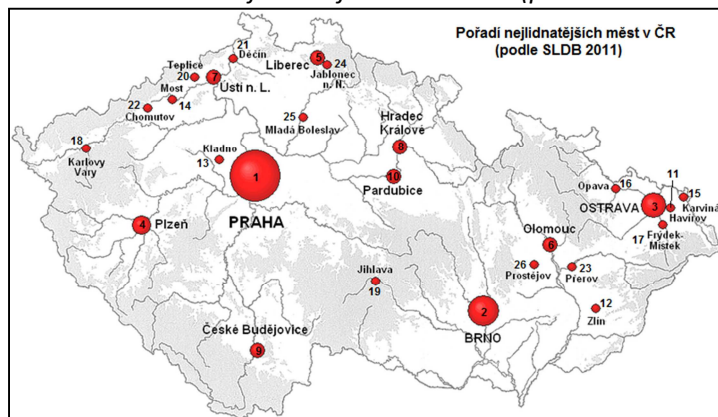 Pořadí nejlidnatějších měst v ČR
(podle SLDB 2011)
21
Děčín
Teplice
20
7
Ústí n. L.
Liberec
5
24
Jablonec
n. N.
Most
14
22
Chomutov
25
Mladá Boleslav
Hradec
Králové
8
18
Karlovy
Vary
Kladno
13
1
PRAHA
10
Pardubice
Opava
16
11
15
Karviná
OSTRAVA
3
Havířov
17
Frýdek-
Místek
4
Plzeň
Olomouc
6
26
Prostějov
23
Přerov
Jihlava
19
12
Zlín
2
BRNO
České Budějovice
9